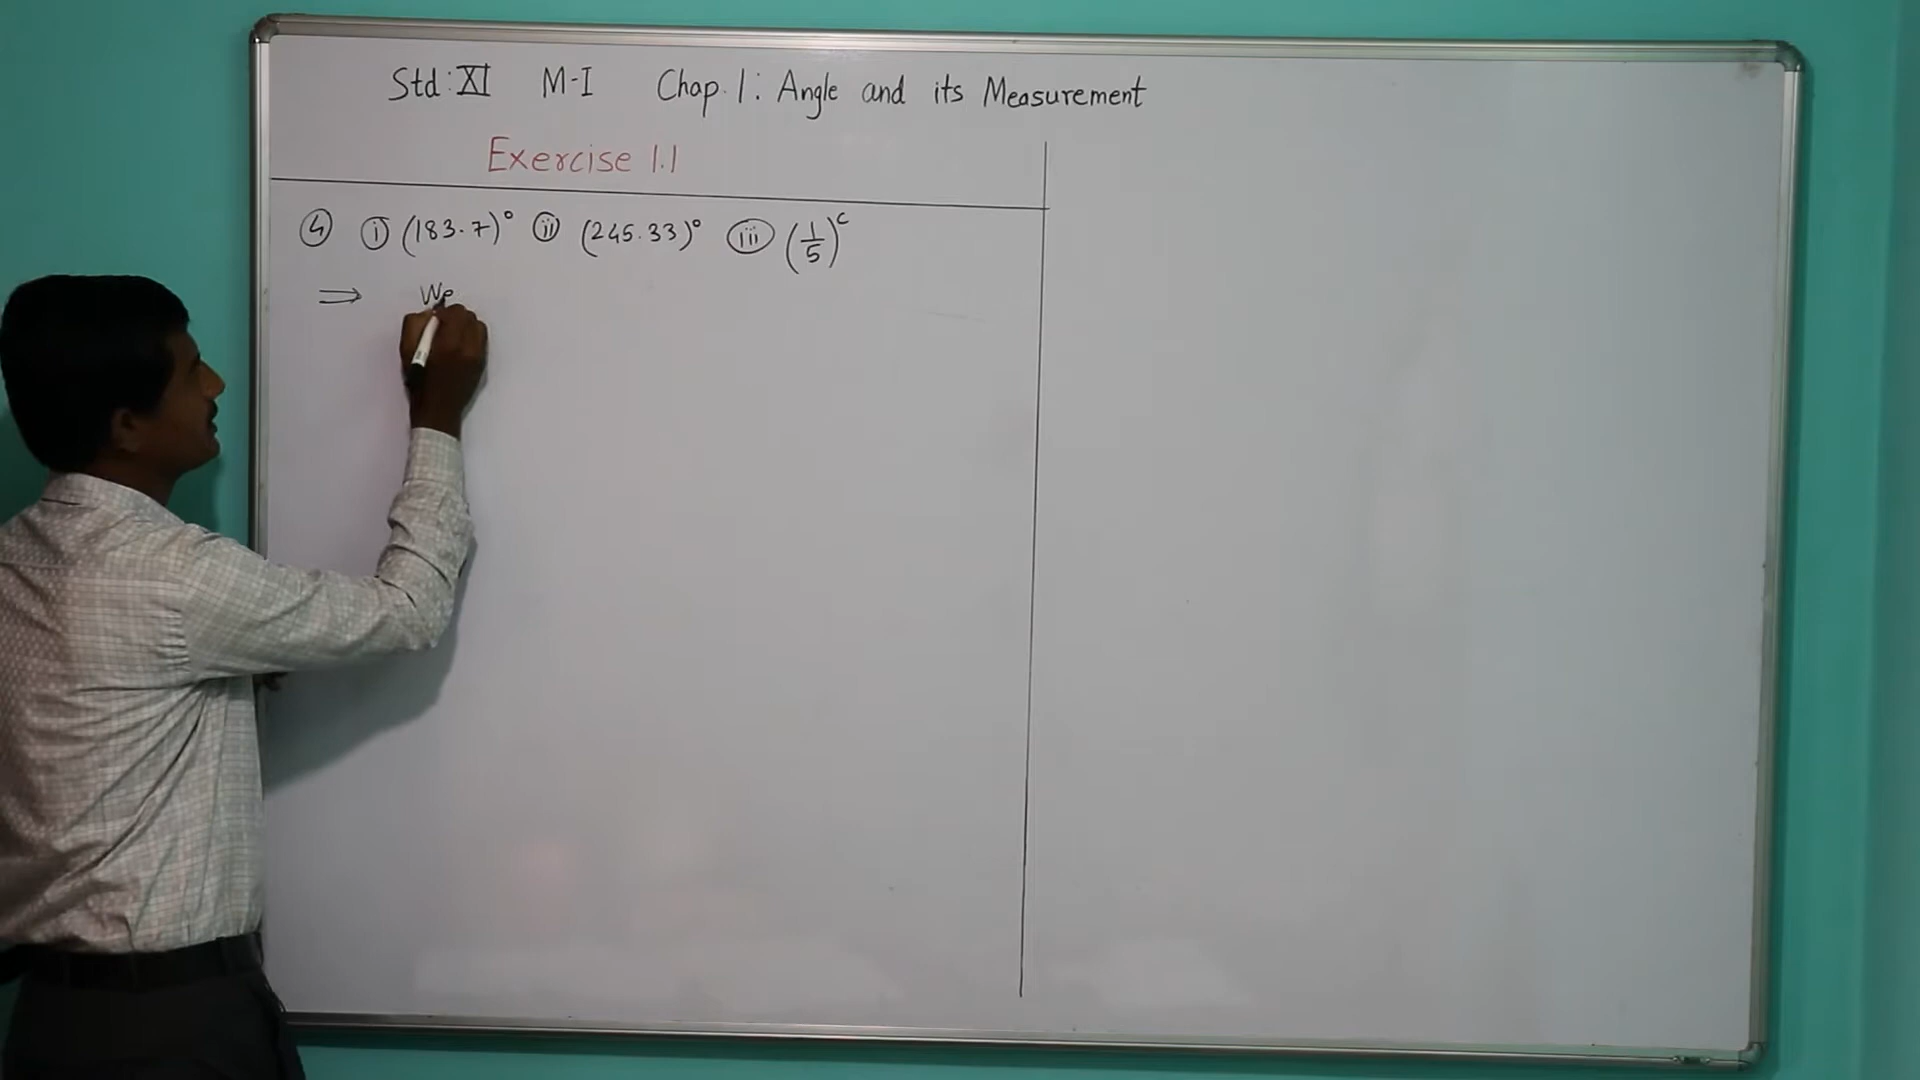 Std: XI M-I Chap. 1: Angle and its Measurement
Exercise 1.1
④ ⓘ (183.7)° ⓘⓘ (245.33)° ⓘⓘⓘ (1/5)ᶜ
⇒ We